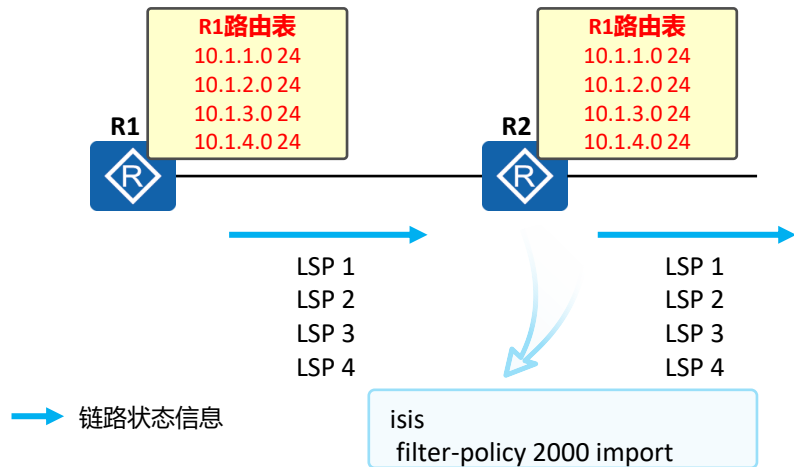 R1路由表
10.1.1.0 24
10.1.2.0 24
10.1.3.0 24
10.1.4.0 24
R1
R
R1路由表
10.1.1.0 24
10.1.2.0 24
10.1.3.0 24
10.1.4.0 24
R2
R
LSP 1
LSP 2
LSP 3
LSP 4
LSP 1
LSP 2
LSP 3
LSP 4
链路状态信息
isis
filter-policy 2000 import